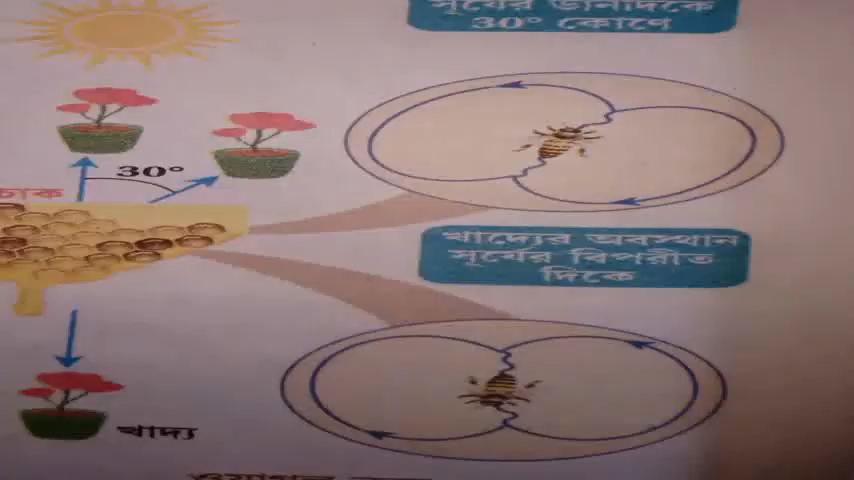 সূর্যের ডানদিকে
30° কোণে
30°
চাক
খাদ্যের অবস্থান
সূর্যের বিপরীত
দিকে
খাদ্য